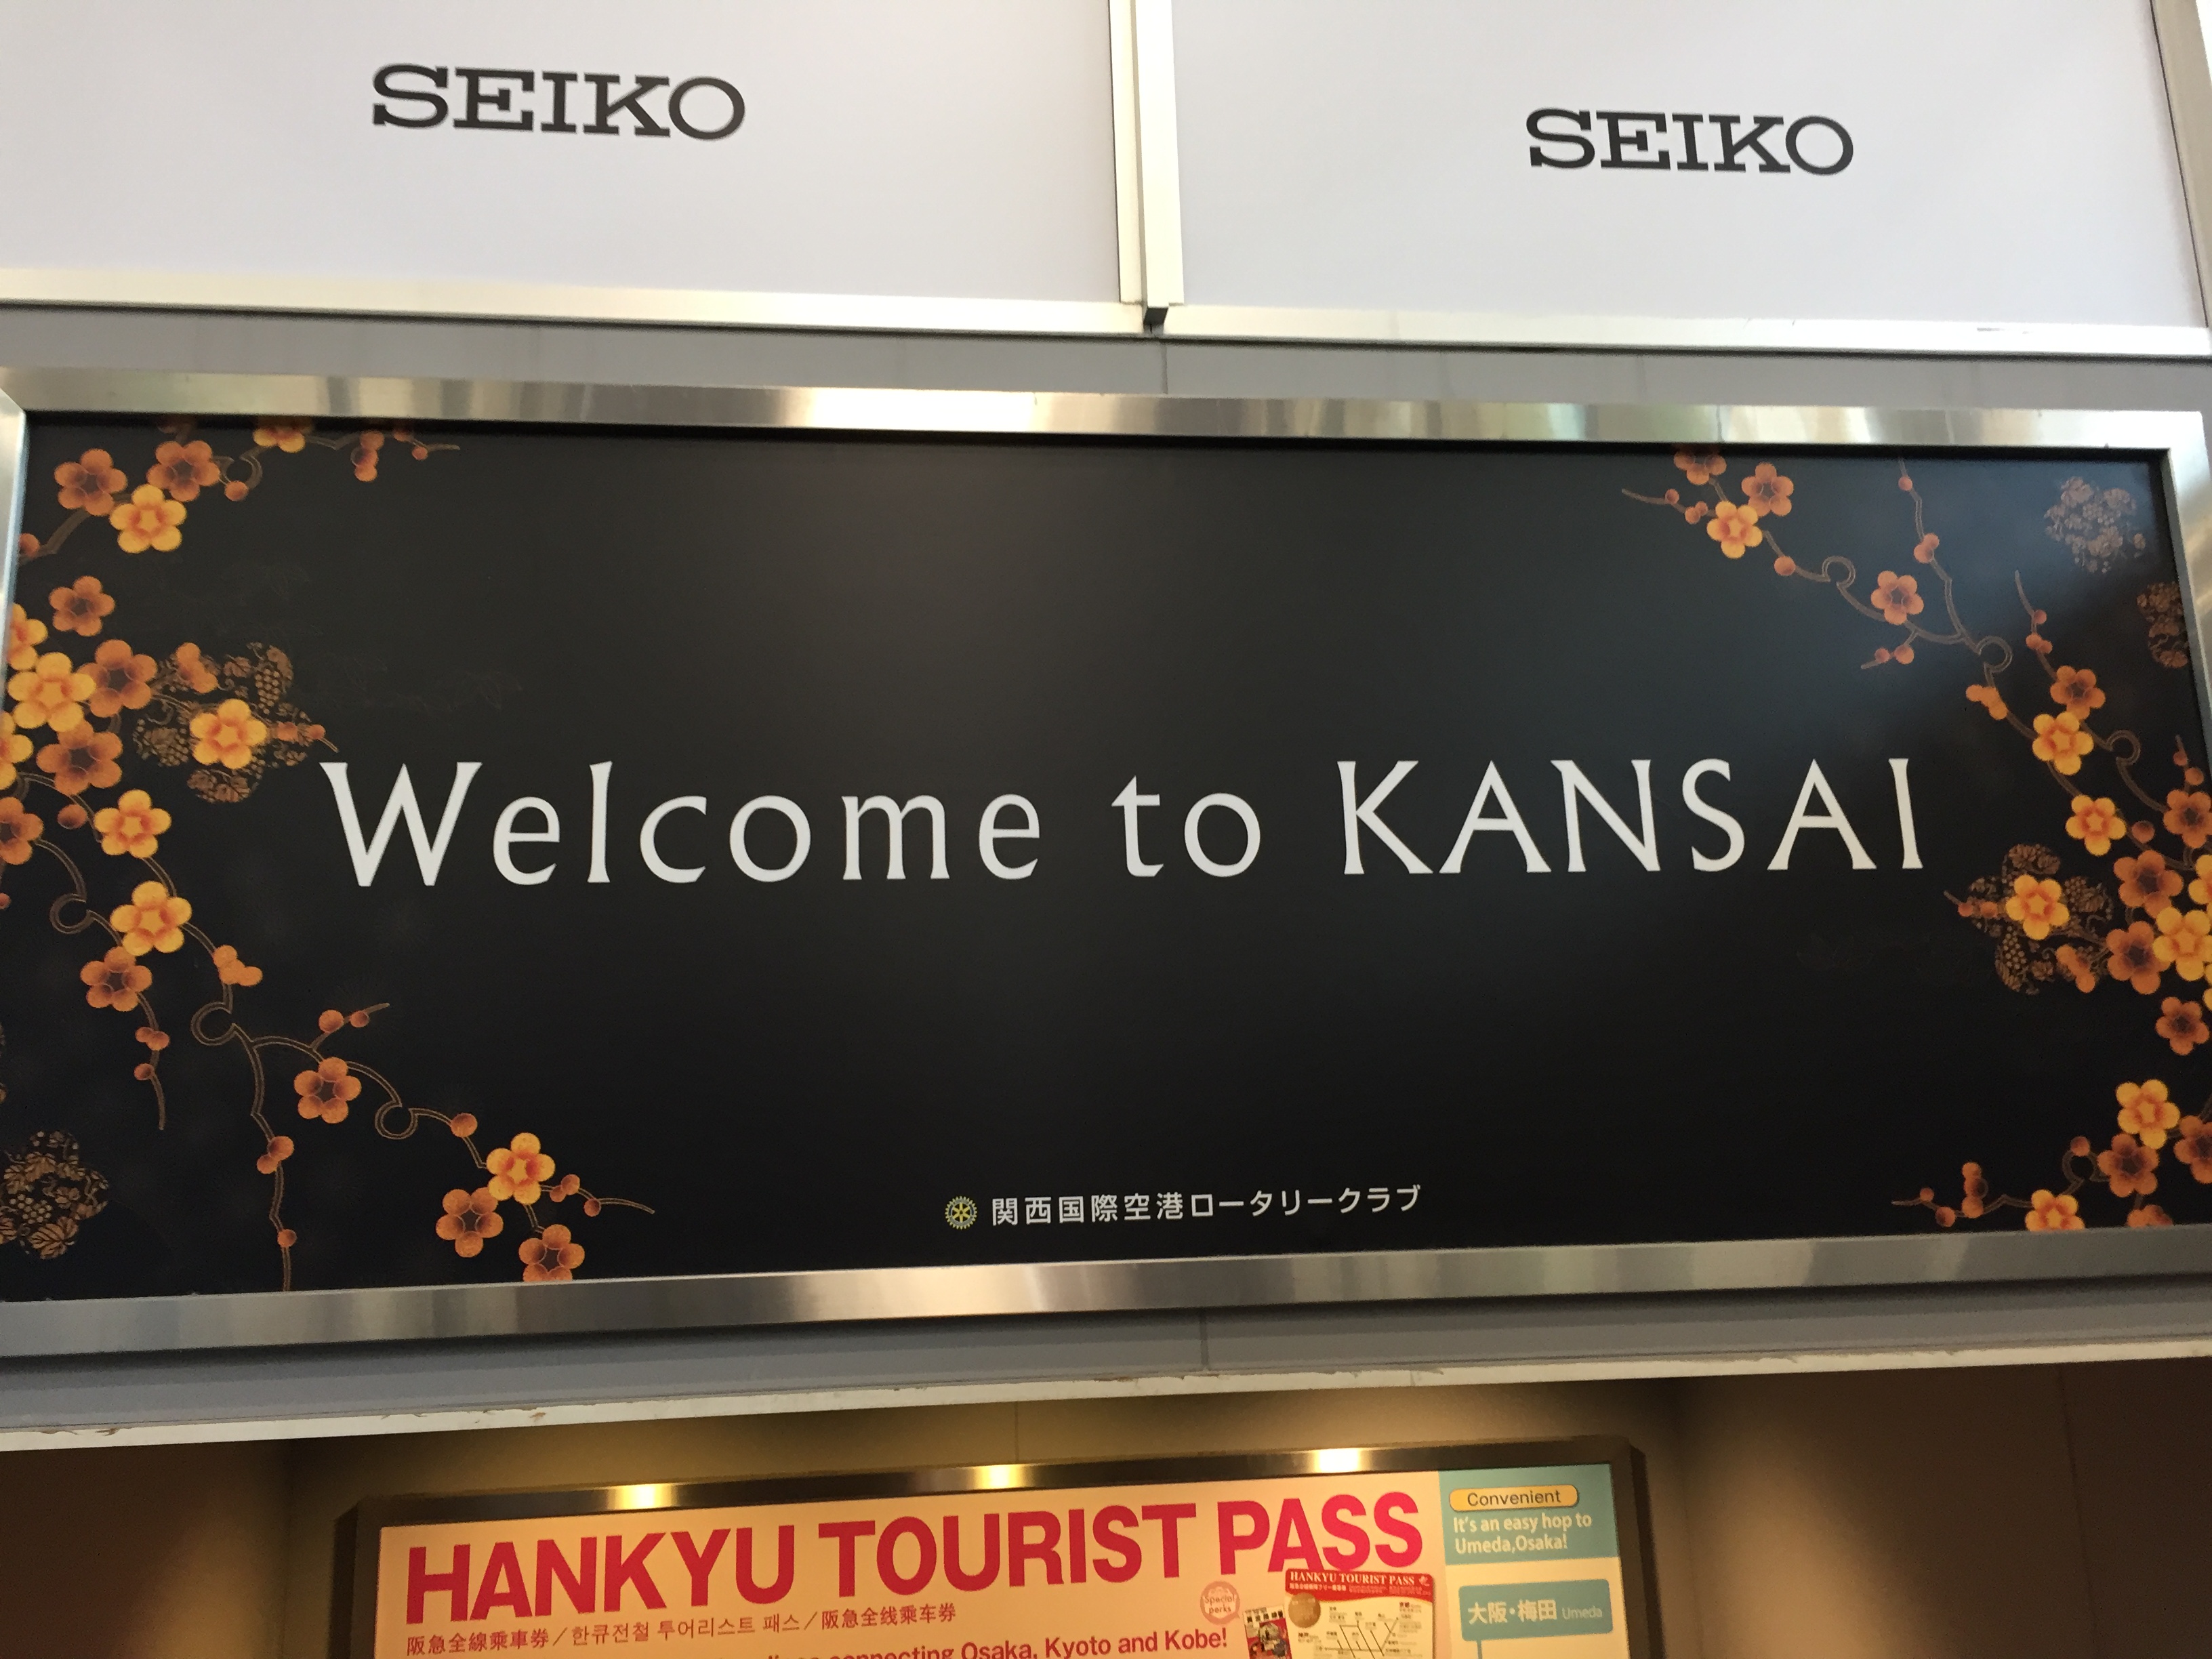 SEIKO
SEIKO
Welcome to KANSAI
関西国際空港ロータリークラブ
HANKYU TOURIST PASS
阪急全線乗車券／한큐전철 투어리스트 패스／阪急全线乘车券
connecting Osaka, Kyoto and Kobe!
Special
perks
HANKYU TOURIST PASS
Convenient
It's an easy hop to
Umeda,Osaka!
大阪・梅田 Umeda